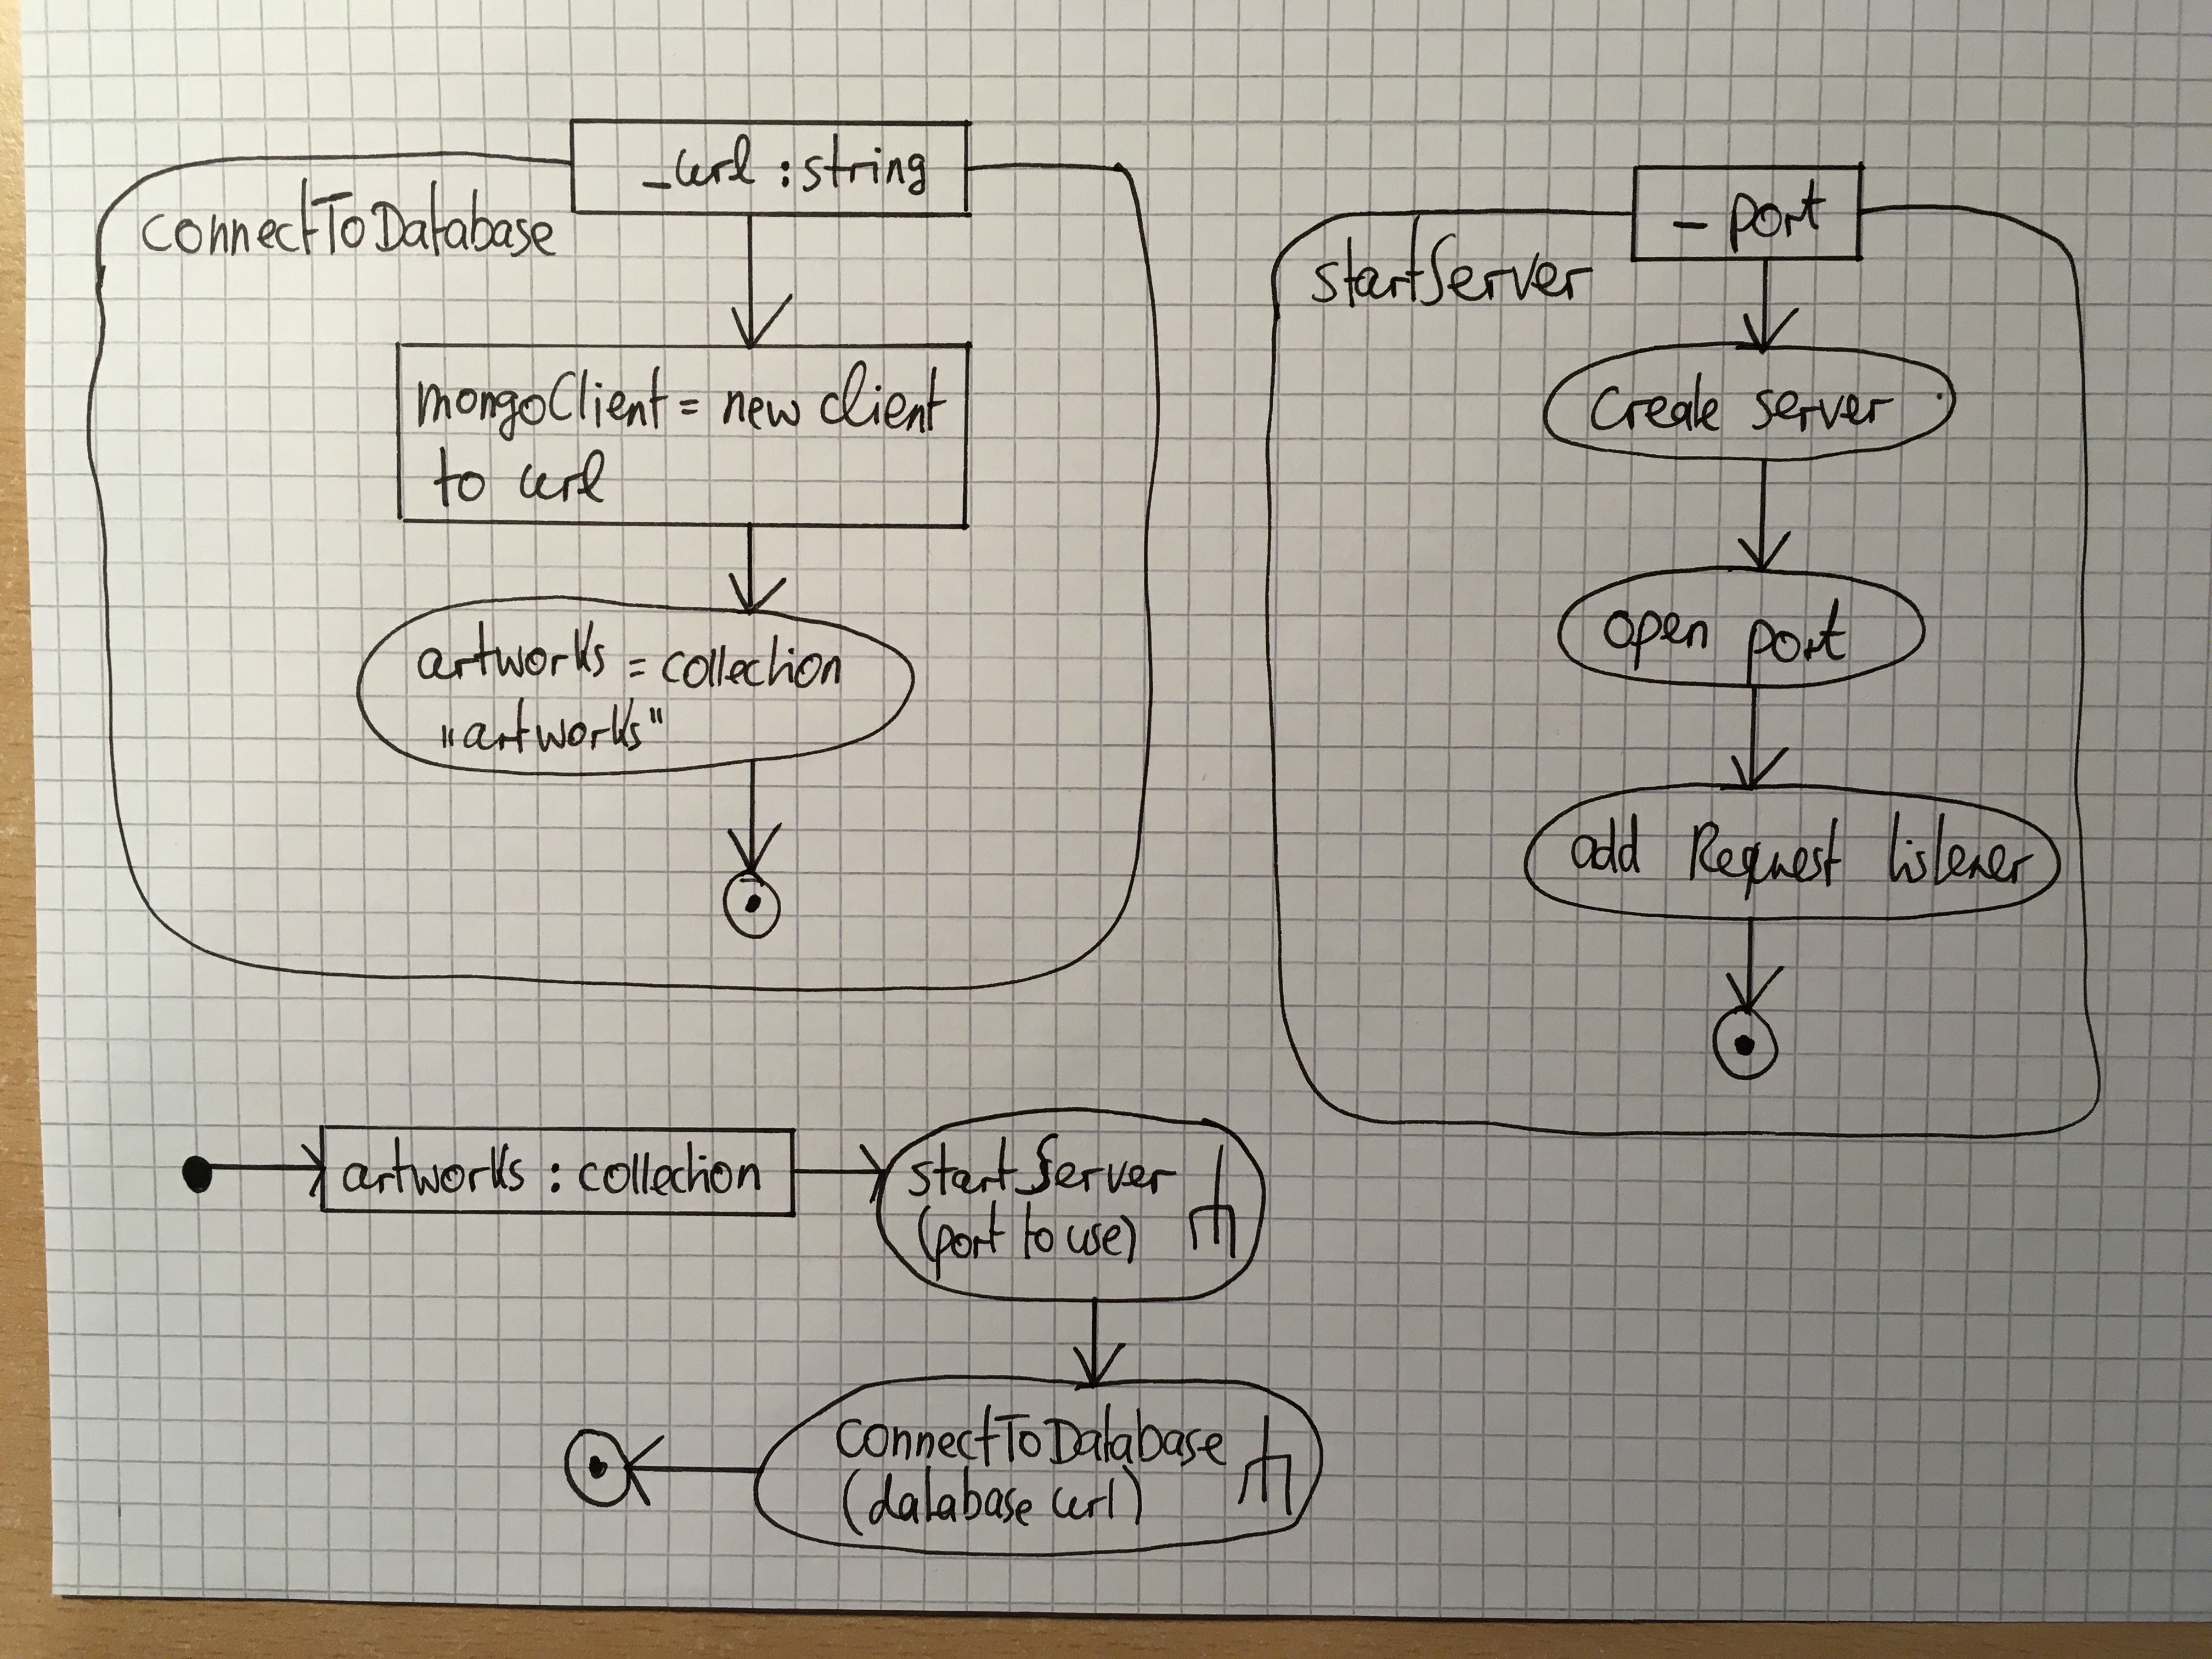 connectToDatabase
_url : string
mongoClient = new client
to url
artworks = collection
"artworks"
startServer
_ port
create server
open port
add Request listener
artworks : collection
startServer
(port to use)
connectToDatabase
(database url)